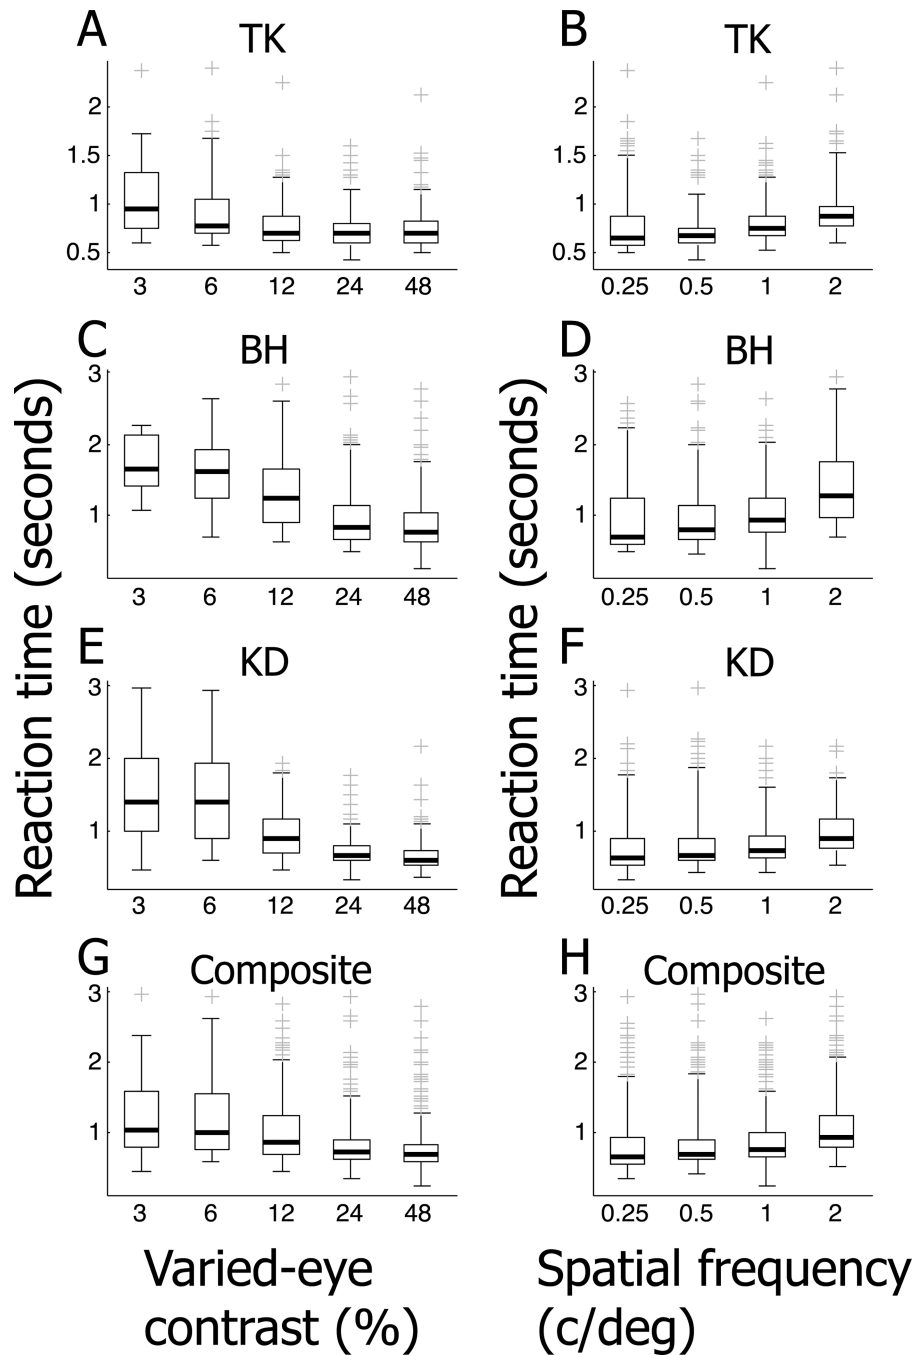 A
TK
2
1.5
1
0.5
3 6 12 24 48
B
TK
2
1.5
1
0.5
0.25 0.5 1 2
C
BH
3
2
1
3 6 12 24 48
D
BH
3
2
1
0.25 0.5 1 2
E
KD
3
2
1
3 6 12 24 48
F
KD
3
2
1
0.25 0.5 1 2
G
Composite
3
2
1
3 6 12 24 48
H
Composite
3
2
1
0.25 0.5 1 2
Reaction time (seconds)
Reaction time (seconds)
Varied-eye
contrast (%)
Spatial frequency
(c/deg)